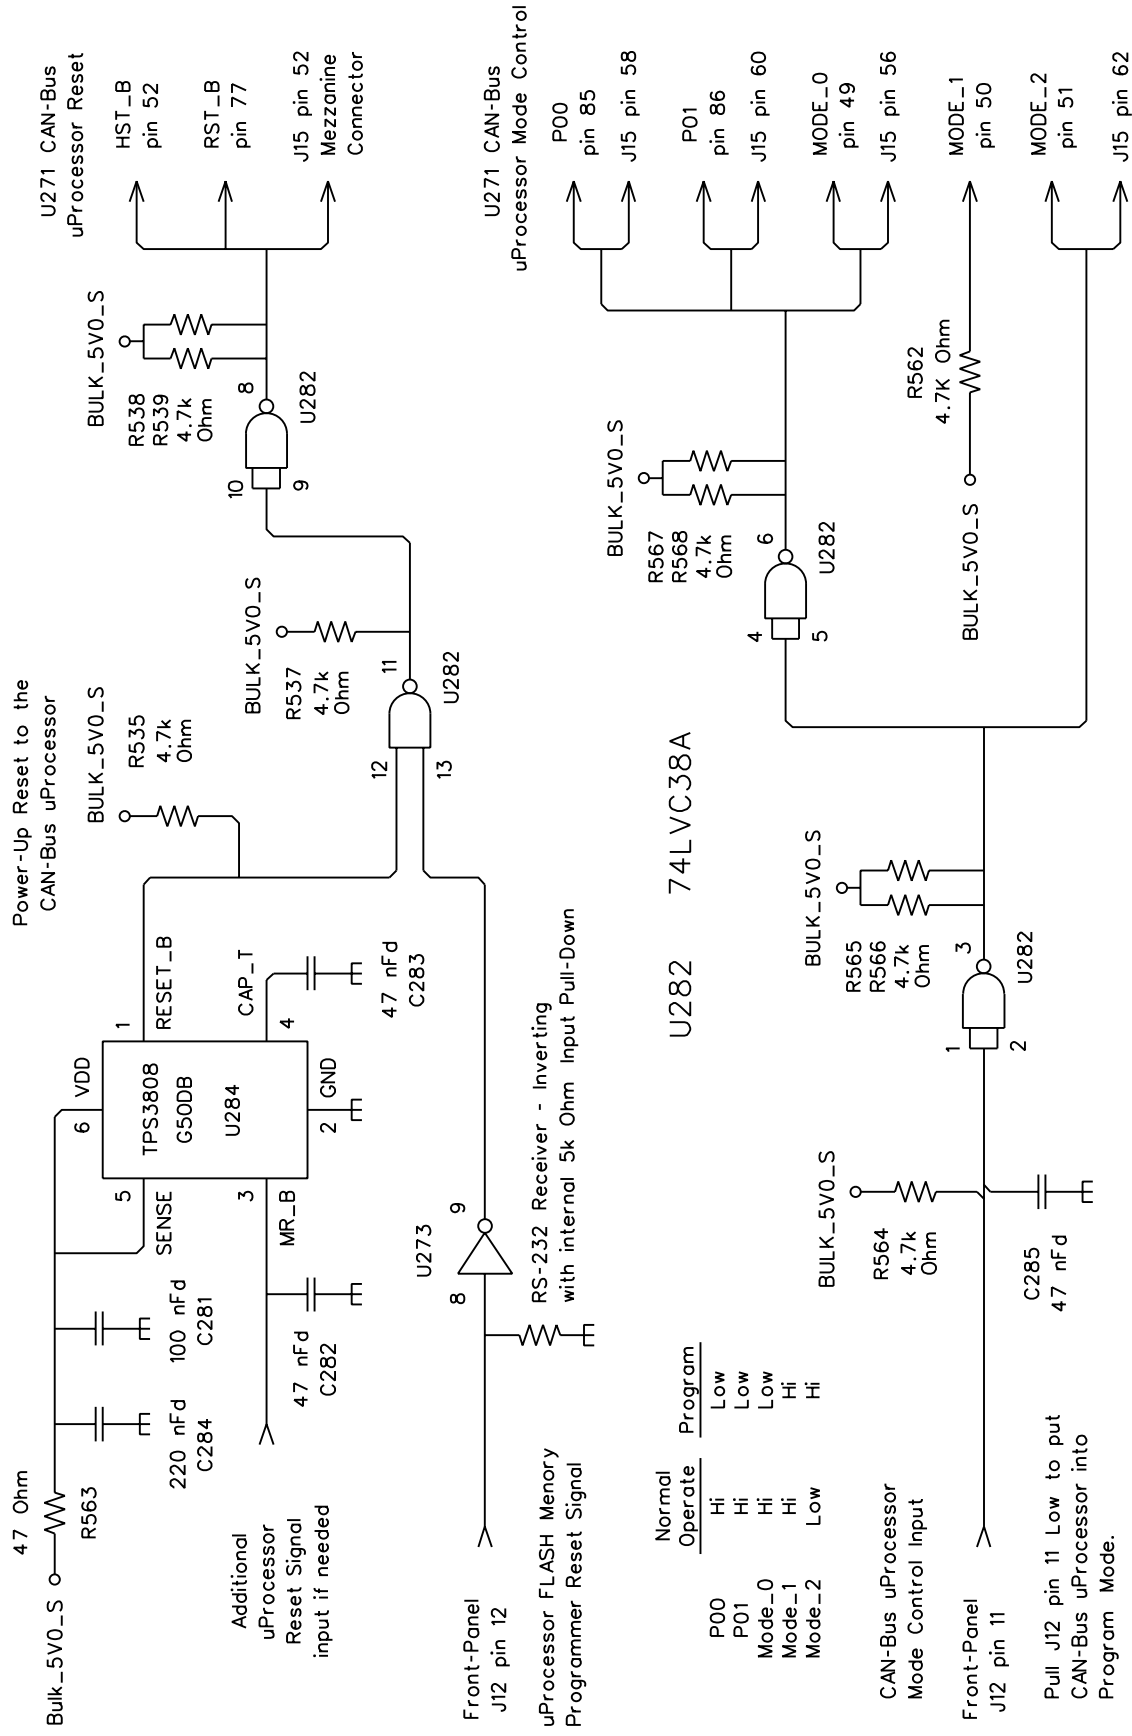 Power-Up Reset to the
CAN-Bus uProcessor
U271 CAN-Bus
uProcessor Reset
47 Ohm
R563
Bulk_5V0_S
220 nFd
C284
100 nFd
C281
5
SENSE
6
VDD
TPS3808
G50DB
U284
1
RESET_B
3
MR_B
2
GND
4
CAP_T
47 nFd
C282
47 nFd
C283
Additional
uProcessor
Reset Signal
input if needed
BULK_5V0_S
R535
4.7k
Ohm
12
13
11
U282
BULK_5V0_S
R537
4.7k
Ohm
10
9
8
U282
BULK_5V0_S
R538
R539
4.7k
Ohm
HST_B
pin 52
RST_B
pin 77
J15 pin 52
Mezzanine
Connector
Front-Panel
J12 pin 12
uProcessor FLASH Menory
Programmer Reset Signal
8
9
U273
RS-232 Receiver - Inverting
with internal 5k Ohm Input Pull-Down
U282 74LVC38A
Normal
Operate Program
P00 Hi Low
P01 Hi Low
Mode_0 Hi Low
Mode_1 Hi Hi
Mode_2 Low Hi
CAN-Bus uProcessor
Mode Control Input
Front-Panel
J12 pin 11
Pull J12 pin 11 Low to put
CAN-Bus uProcessor into
Program Mode.
BULK_5V0_S
R564
4.7k
Ohm
C285
47 nFd
1
2
3
U282
BULK_5V0_S
R565
R566
4.7k
Ohm
4
5
6
U282
BULK_5V0_S
R567
R568
4.7k
Ohm
BULK_5V0_S
R562
4.7K Ohm
U271 CAN-Bus
uProcessor Mode Control
P00
pin 85
J15 pin 58
P01
pin 86
J15 pin 60
MODE_0
pin 49
J15 pin 56
MODE_1
pin 50
MODE_2
pin 51
J15 pin 62